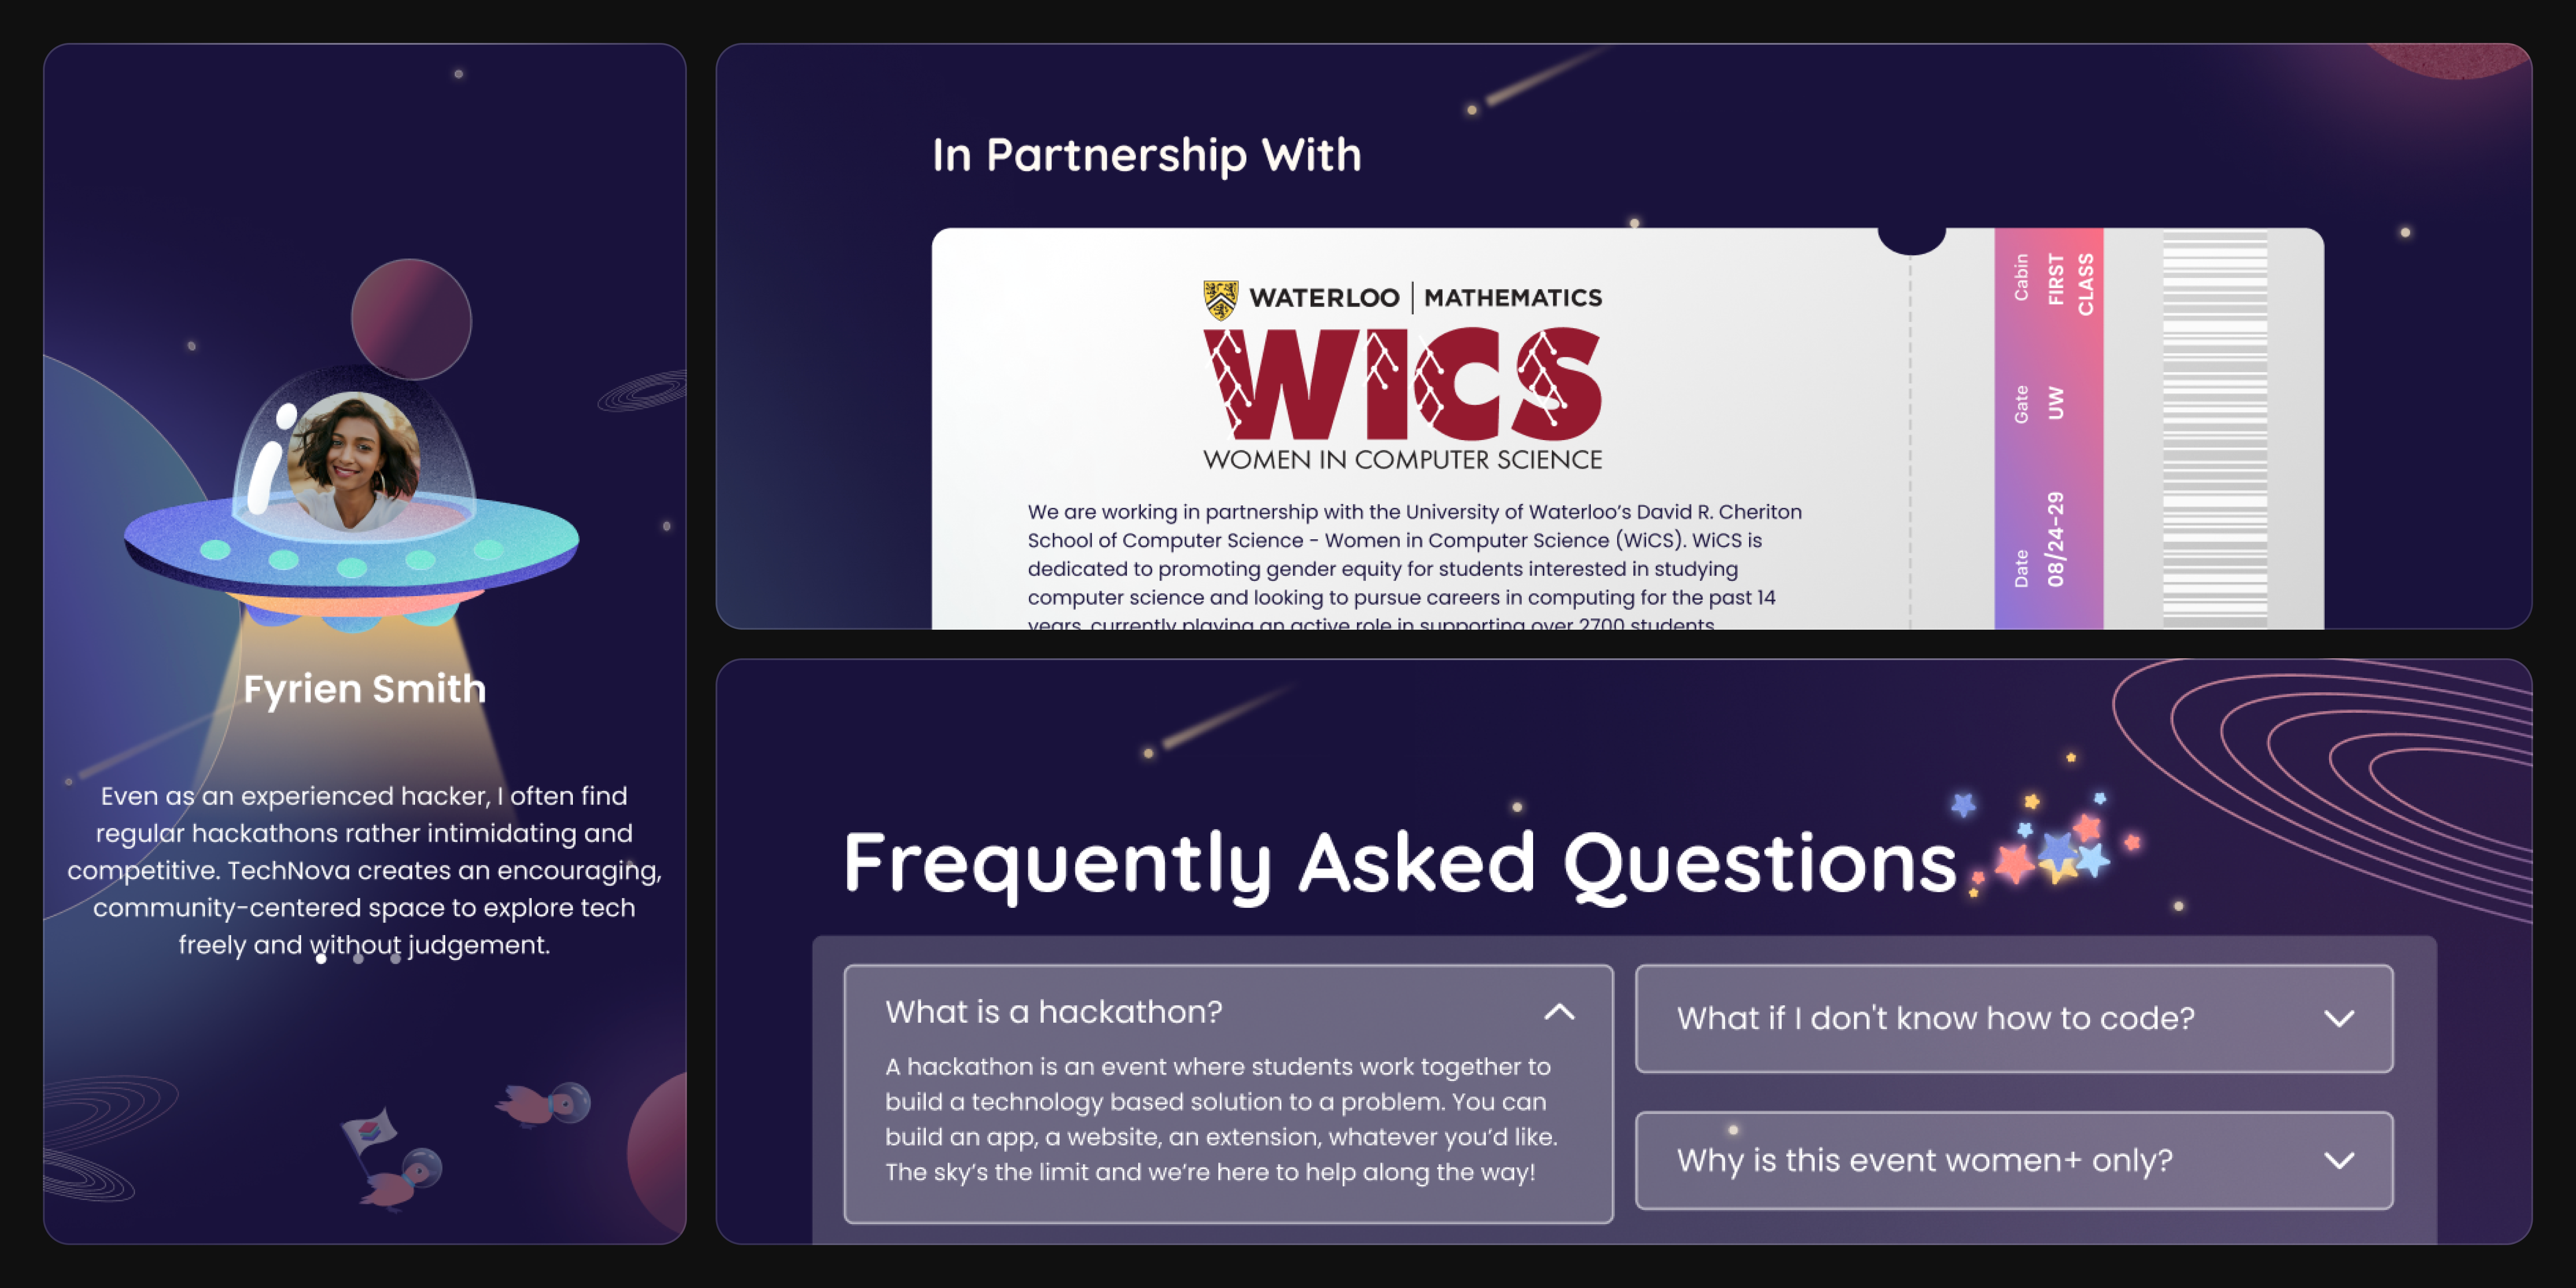 Fyrien Smith
Even as an experienced hacker, I often find
regular hackathons rather intimidating and
competitive. TechNova creates an encouraging,
community-centered space to explore tech
freely and without judgement.
In Partnership With
WATERLOO | MATHEMATICS
WICS
WOMEN IN COMPUTER SCIENCE
We are working in partnership with the University of Waterloo’s David R. Cheriton
School of Computer Science - Women in Computer Science (WiCS). WiCS is
dedicated to promoting gender equity for students interested in studying
computer science and looking to pursue careers in computing for the past 14
years, currently playing an active role in supporting over 2700 students
Cabin
FIRST
CLASS
Gate
UW
Date
08/24-29
Frequently Asked Questions
What is a hackathon?
A hackathon is an event where students work together to
build a technology based solution to a problem. You can
build an app, a website, an extension, whatever you’d like.
The sky’s the limit and we’re here to help along the way!
What if I don't know how to code?
Why is this event women+ only?